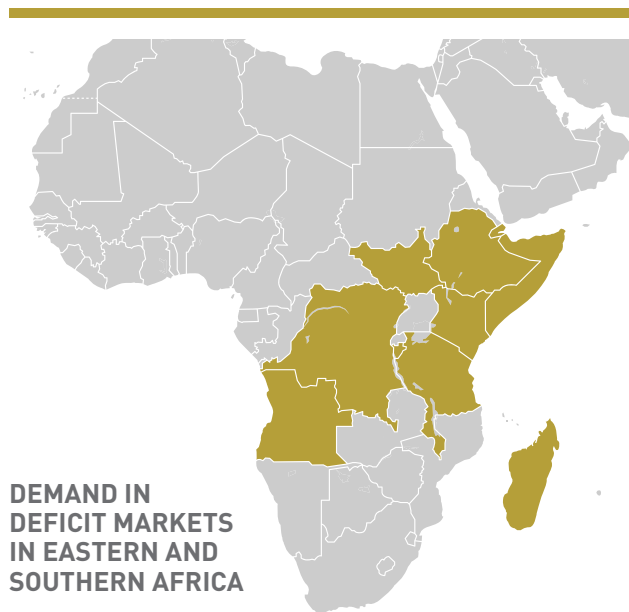 DEMAND IN
DEFICIT MARKETS
IN EASTERN AND
SOUTHERN AFRICA